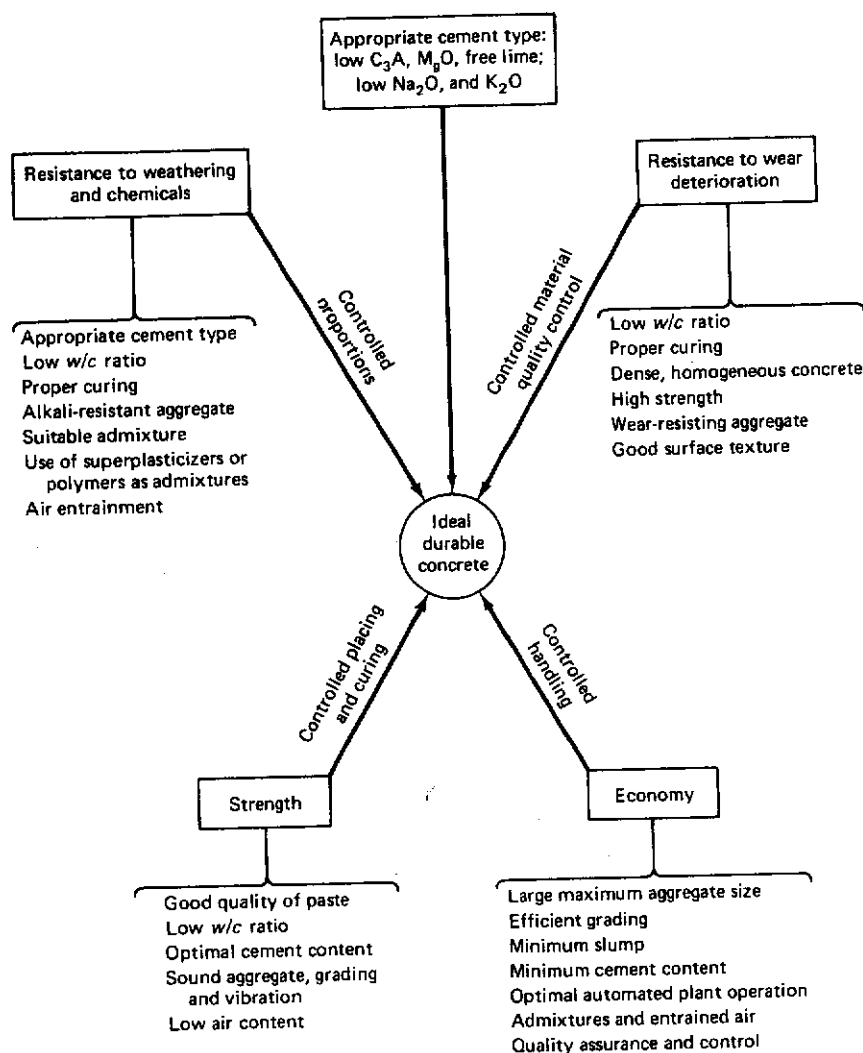 Appropriate cement type:
low C₃A, MgO, free lime;
low Na₂O, and K₂O
Resistance to weathering
and chemicals
Resistance to wear
deterioration
Controlled
proportions
Controlled material
quality control
Appropriate cement type
Low w/c ratio
Proper curing
Alkali-resistant aggregate
Suitable admixture
Use of superplasticizers or
polymers as admixtures
Air entrainment
Low w/c ratio
Proper curing
Dense, homogeneous concrete
High strength
Wear-resisting aggregate
Good surface texture
Ideal
durable
concrete
Controlled placing
and curing
Controlled
handling
Strength
Economy
Good quality of paste
Low w/c ratio
Optimal cement content
Sound aggregate, grading
and vibration
Low air content
Large maximum aggregate size
Efficient grading
Minimum slump
Minimum cement content
Optimal automated plant operation
Admixtures and entrained air
Quality assurance and control